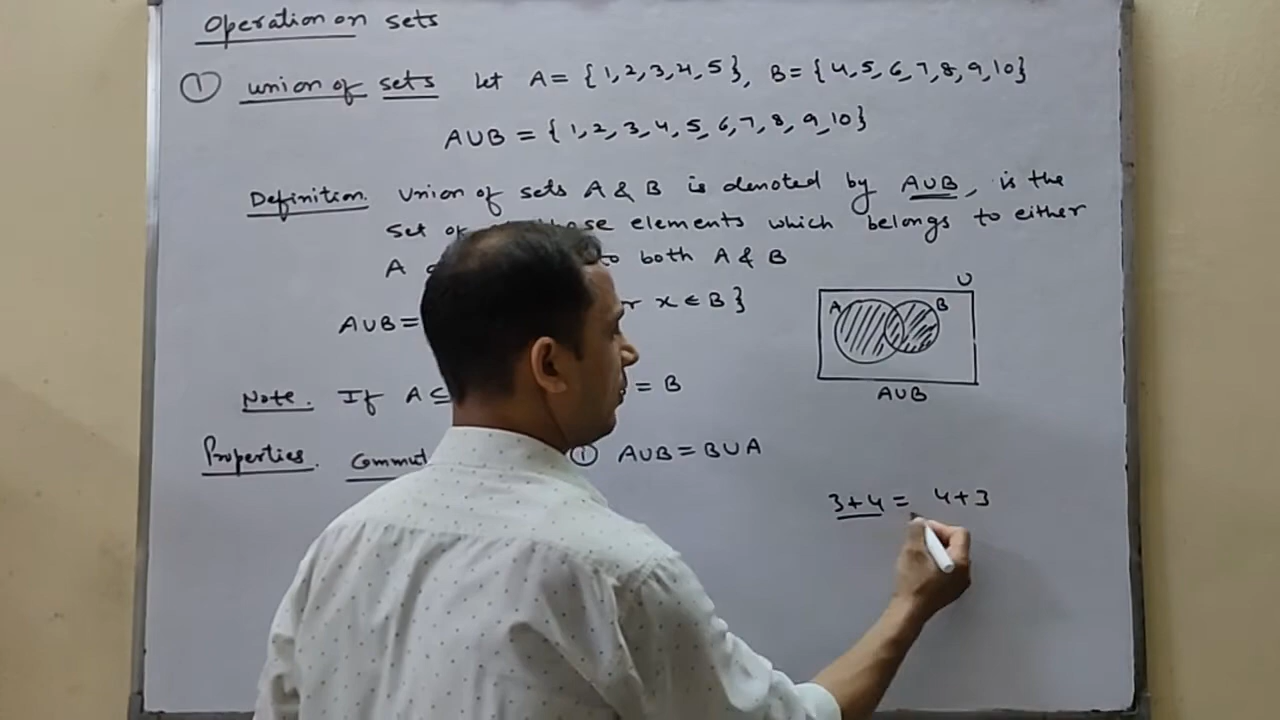 Operation on sets
① union of sets Let A = {1,2,3,4,5}, B = {4,5,6,7,8,9,10}
A∪B = {1,2,3,4,5,6,7,8,9,10}
Definition. Union of sets A & B is denoted by A∪B, is the
set elements which belongs to either
A to both A & B
A∪B = x ∈ B}
U
A B
A∪B
Note. If A ⊆ = B
Properties. ① A∪B = B∪A
3+4 = 4+3